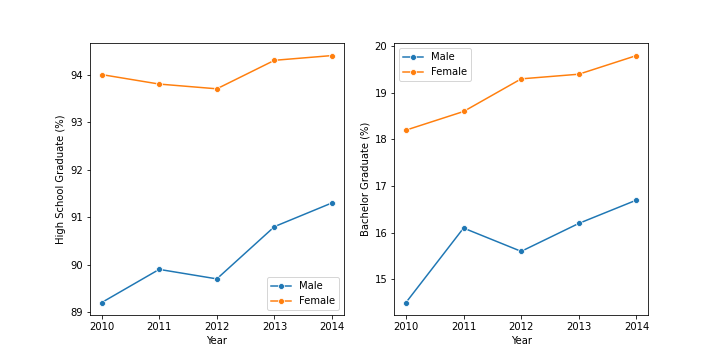 High School Graduate (%)
94
93
92
91
90
89
2010 2011 2012 2013 2014
Year
Male
Female
Bachelor Graduate (%)
20
19
18
17
16
15
2010 2011 2012 2013 2014
Year
Male
Female